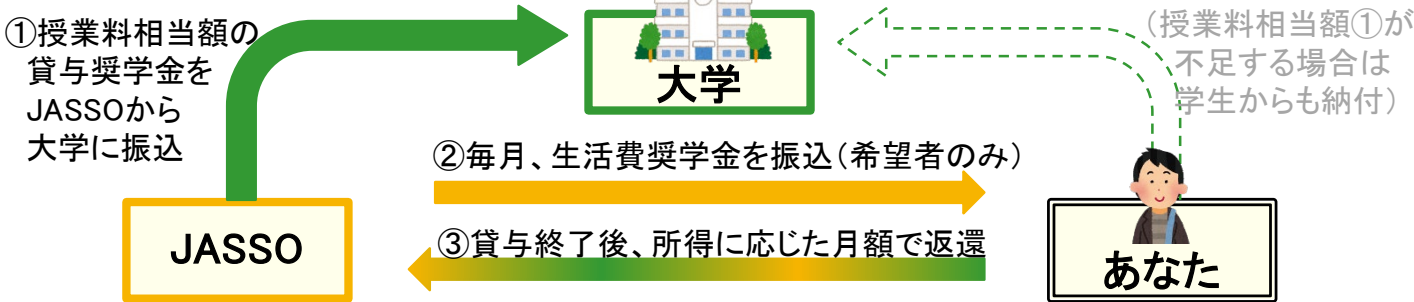 ①授業料相当額の
貸与奨学金を
JASSOから
大学に振込
大学
(授業料相当額①が
不足する場合は
学生からも納付)
②毎月、生活費奨学金を振込(希望者のみ)
JASSO
③貸与終了後、所得に応じた月額で返還
あなた